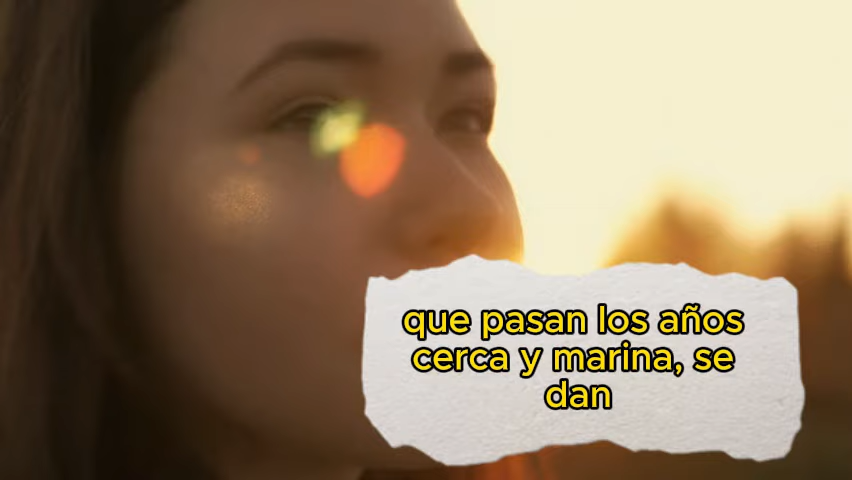 que pasan los años
cerca y marina, se
dan